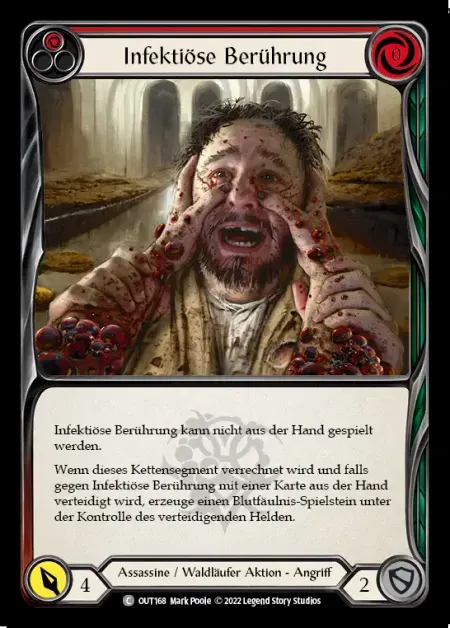 Infektiöse Berührung
0
Infektiöse Berührung kann nicht aus der Hand gespielt
werden.
Wenn dieses Kettensegment verrechnet wird und falls
gegen Infektiöse Berührung mit einer Karte aus der Hand
verteidigt wird, erzeuge einen Blutfäulnis-Spielstein unter
der Kontrolle des verteidigenden Helden.
4 Assassine / Waldläufer Aktion - Angriff 2
C OUT168 Mark Poole © 2022 Legend Story Studios